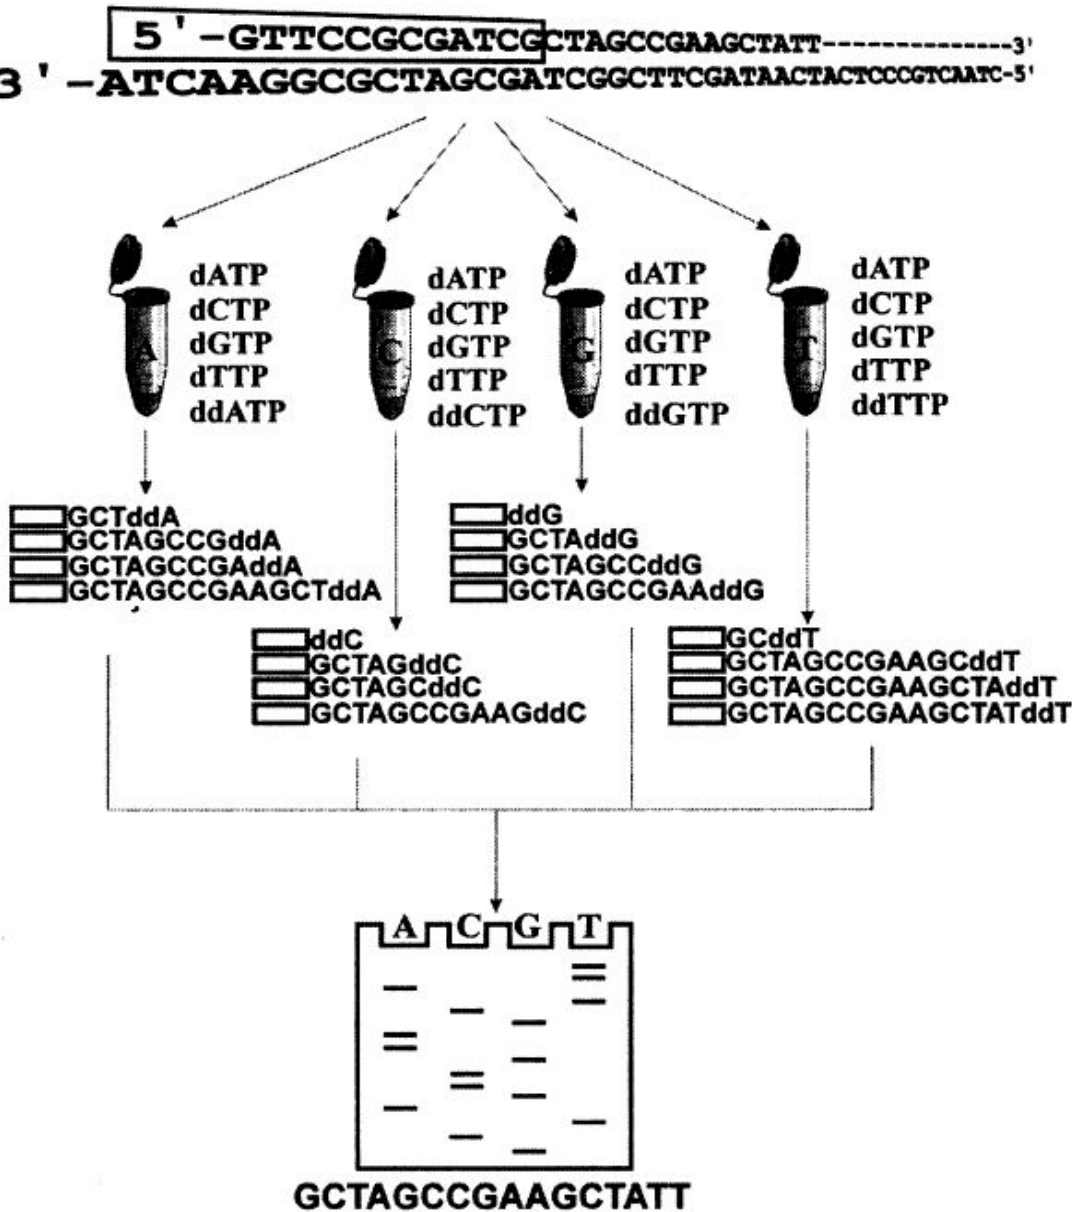 5'-GTTCCGCGATCGCTAGCCGAAGCTATT--------------3'
3'-ATCAAGGCGCTAGCGATCGGCTTCGATAACTACTCCCGTCAATC-5'
A
dATP
dCTP
dGTP
dTTP
ddATP
C
dATP
dCTP
dGTP
dTTP
ddCTP
G
dATP
dCTP
dGTP
dTTP
ddGTP
T
dATP
dCTP
dGTP
dTTP
ddTTP
GCTddA
GCTAGCCGddA
GCTAGCCGAddA
GCTAGCCGAAGCTddA
ddG
GCTAddG
GCTAGCCddG
GCTAGCCGAAddG
ddC
GCTAGddC
GCTAGCddC
GCTAGCCGAAGddC
GCddT
GCTAGCCGAAGCddT
GCTAGCCGAAGCTAddT
GCTAGCCGAAGCTATddT
A C G T
GCTAGCCGAAGCTATT